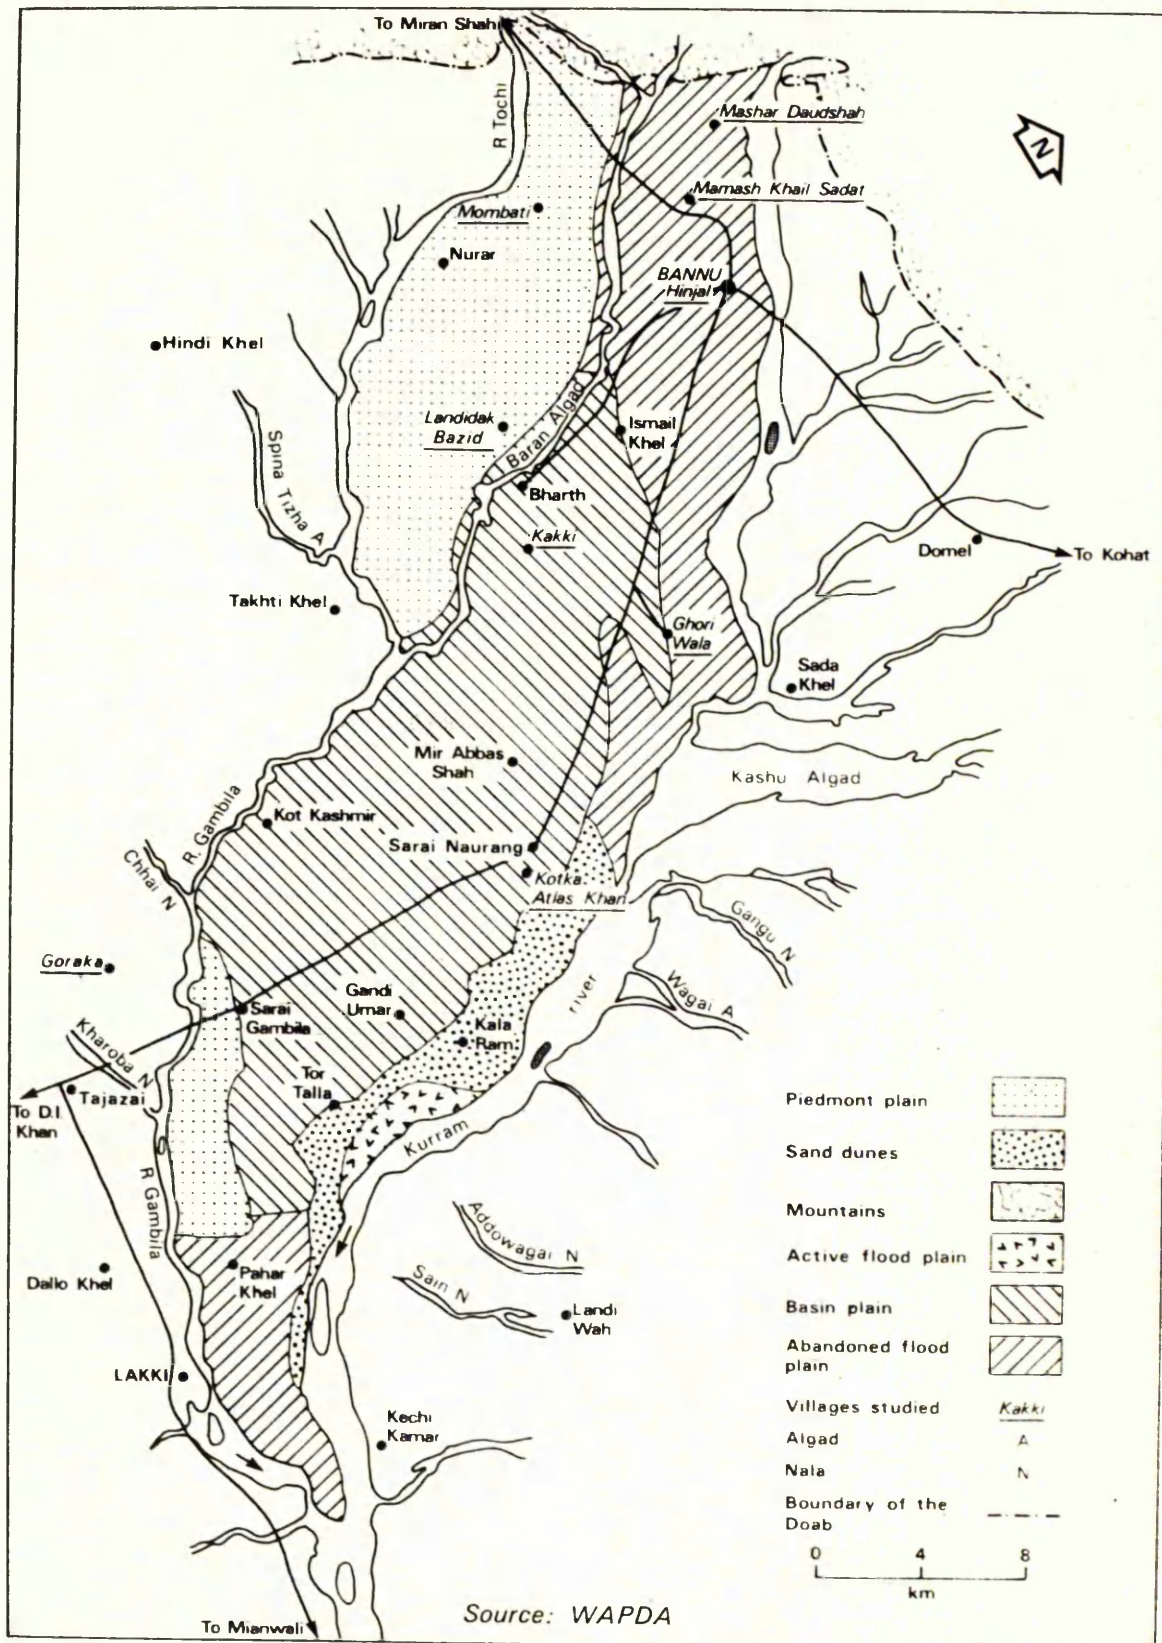 To Miran Shahi
R Tochi
Mashar Daudshah
N
Mamash Khail Sadat
Mombati
Nurar
BANNU
Hinjal
Hindi Khel
Landidak
Bazid
Baran Algad
Ismail
Khel
Spina Tizha A
Bharth
Kakki
Domel
To Kohat
Takhti Khel
Ghori
Wala
Sada
Khel
Mir Abbas
Shah
Kashu Algad
R. Gambila
Kot Kashmir
Chhai N
Sarai Naurang
Kotka
Atlas Khan
Gangu N
Goraka
Gandi
Umar
river
Wagai A
Sarai
Gambila
Kala
Ram
Kharoba N
Tor
Talla
Tajazai
To D.I.
Khan
Kurram
R Gambila
Addowagai N
Sain N
Dallo Khel
Pahar
Khel
Landi
Wah
LAKKI
Kechi
Kamar
Piedmont plain
Sand dunes
Mountains
Active flood plain
Basin plain
Abandoned flood
plain
Villages studied Kakki
Algad A
Nala N
Boundary of the
Doab
0 4 8
km
Source: WAPDA
To Mianwali